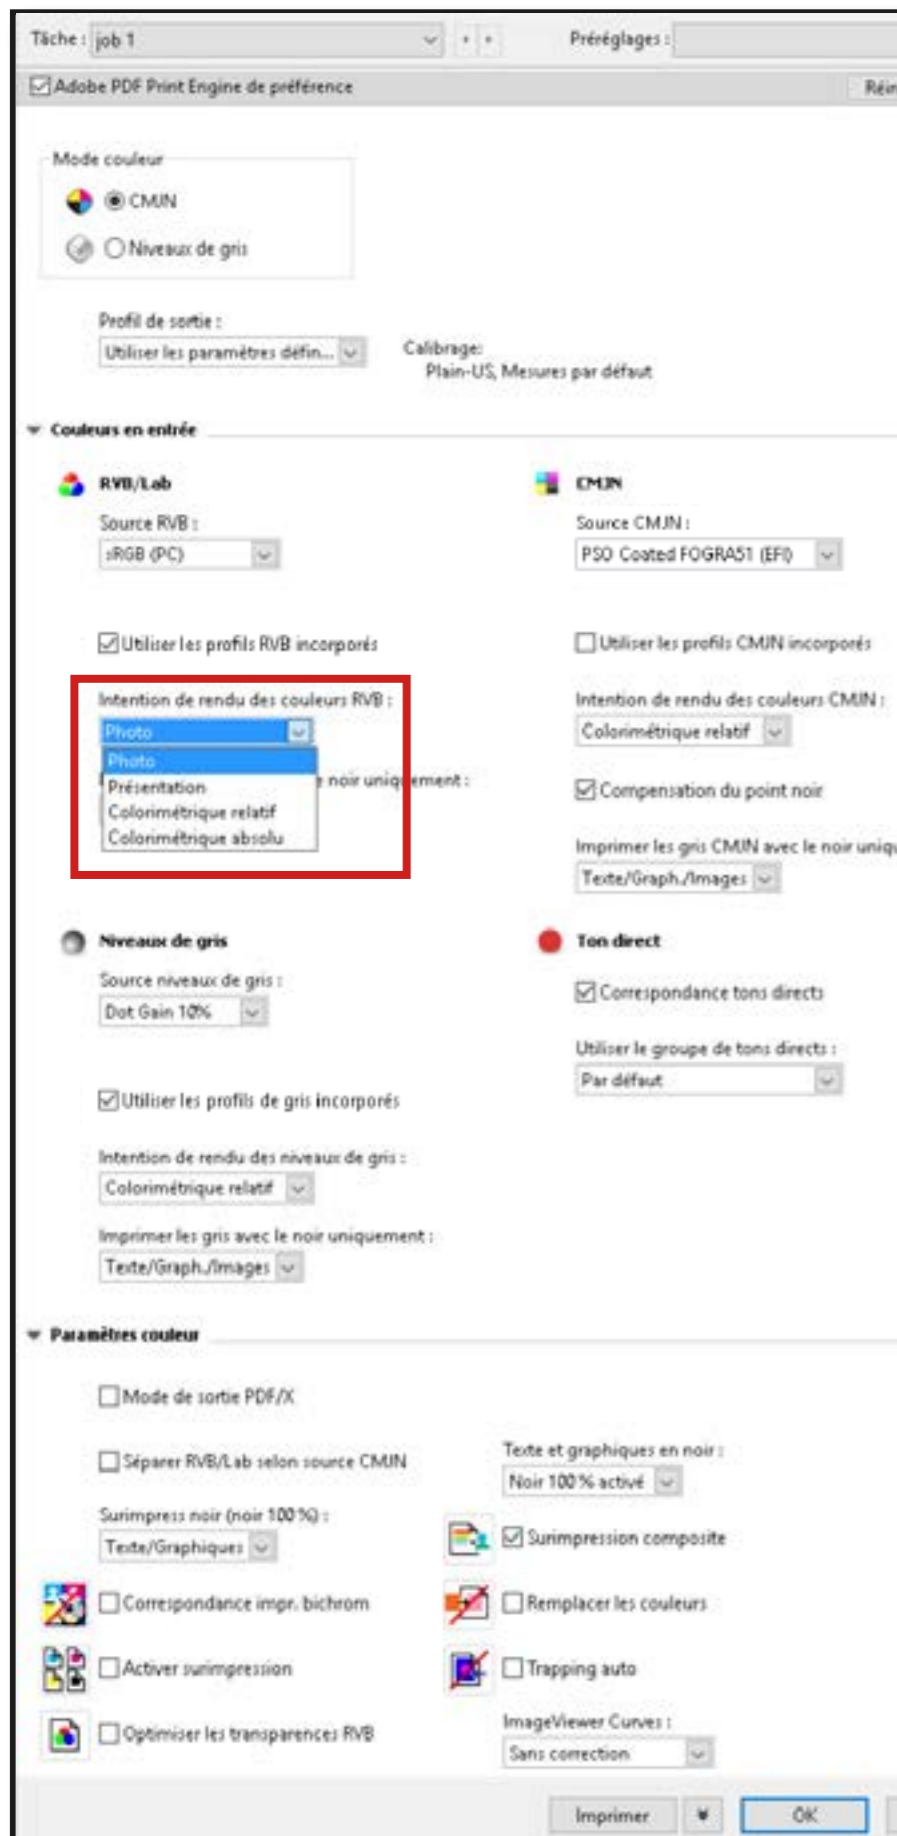 Tâche : job 1 Préréglages :
Adobe PDF Print Engine de préférence
Mode couleur
CMJN
Niveaux de gris
Profil de sortie :
Utiliser les paramètres défin...
Calibrage:
Plain-US, Mesures par défaut
Couleurs en entrée
RVB/Lab
Source RVB :
sRGB (PC)
Utiliser les profils RVB incorporés
Intention de rendu des couleurs RVB :
Photo
Photo
Présentation
Colorimétrique relatif
Colorimétrique absolu
noir uniquement :
CMJN
Source CMJN :
PSO Coated FOGRA51 (EFI)
Utiliser les profils CMJN incorporés
Intention de rendu des couleurs CMJN :
Colorimétrique relatif
Compensation du point noir
Imprimer les gris CMJN avec le noir uniqu
Texte/Graph./Images
Niveaux de gris
Source niveaux de gris :
Dot Gain 10%
Utiliser les profils de gris incorporés
Intention de rendu des niveaux de gris :
Colorimétrique relatif
Imprimer les gris avec le noir uniquement :
Texte/Graph./Images
Ton direct
Correspondance tons directs
Utiliser le groupe de tons directs :
Par défaut
Paramètres couleur
Mode de sortie PDF/X
Séparer RVB/Lab selon source CMJN
Surimpress noir (noir 100 %) :
Texte/Graphiques
Correspondance impr. bichrom
Activer surimpression
Optimiser les transparences RVB
Texte et graphiques en noir :
Noir 100 % activé
Surimpression composite
Remplacer les couleurs
Trapping auto
ImageViewer Curves :
Sans correction
Imprimer OK